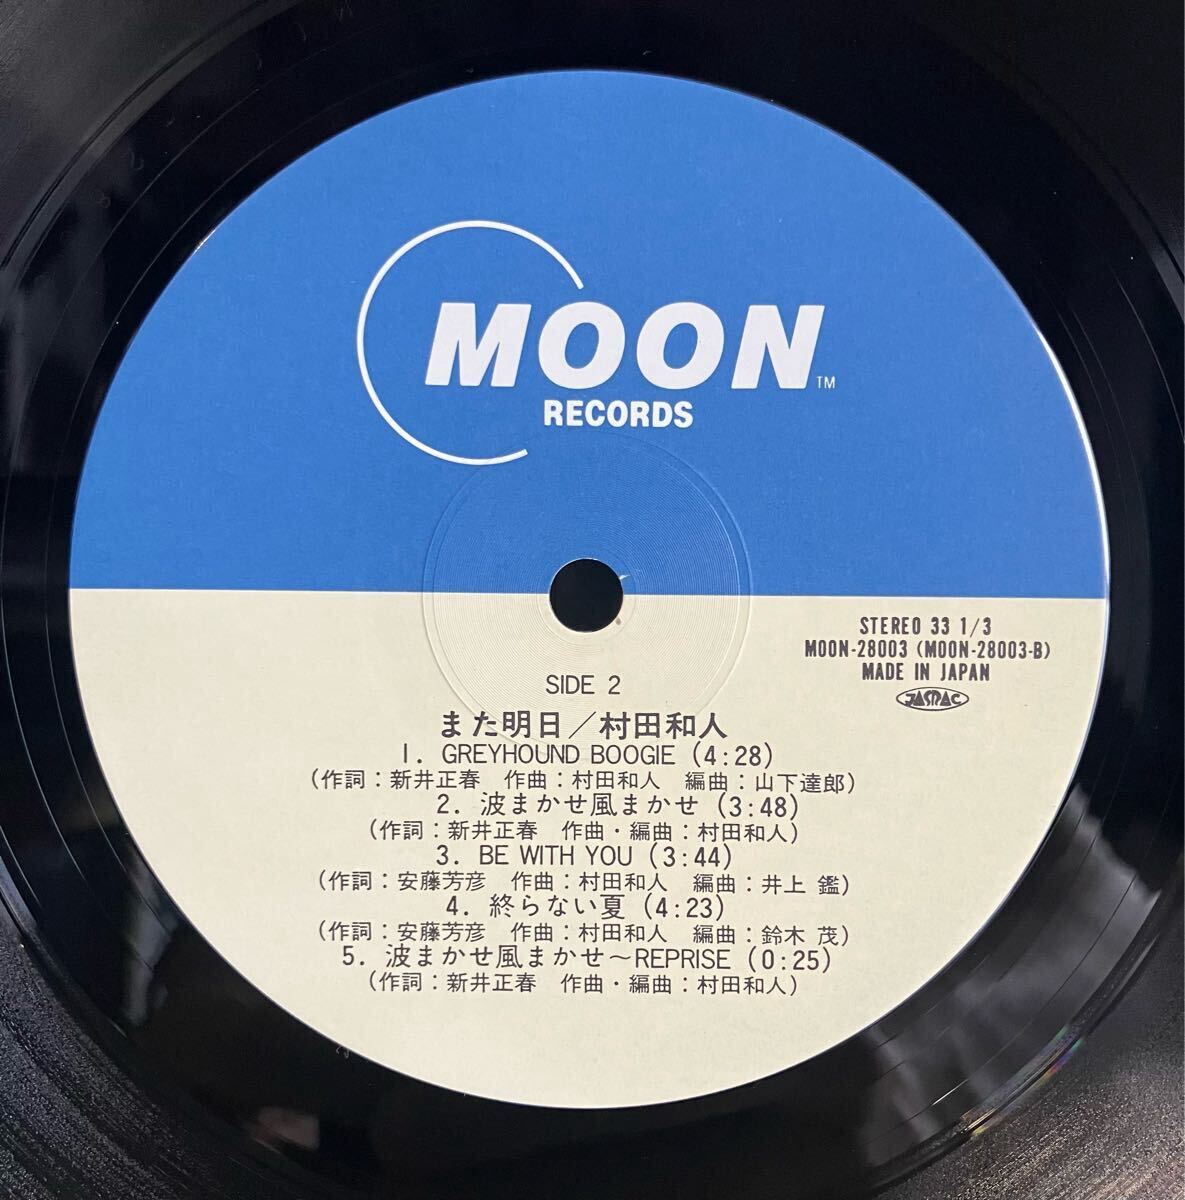 MOON TM
RECORDS
STEREO 33 1/3
MOON-28003 (MOON-28003-B)
MADE IN JAPAN
JASRAC
SIDE 2
また明日／村田和人
1. GREYHOUND BOOGIE (4:28)
(作詞：新井正春　作曲：村田和人　編曲：山下達郎)
2. 波まかせ風まかせ (3:48)
(作詞：新井正春　作曲・編曲：村田和人)
3. BE WITH YOU (3:44)
(作詞：安藤芳彦　作曲：村田和人　編曲：井上 鑑)
4. 終らない夏 (4:23)
(作詞：安藤芳彦　作曲：村田和人　編曲：鈴木 茂)
5. 波まかせ風まかせ～REPRISE (0:25)
(作詞：新井正春　作曲・編曲：村田和人)